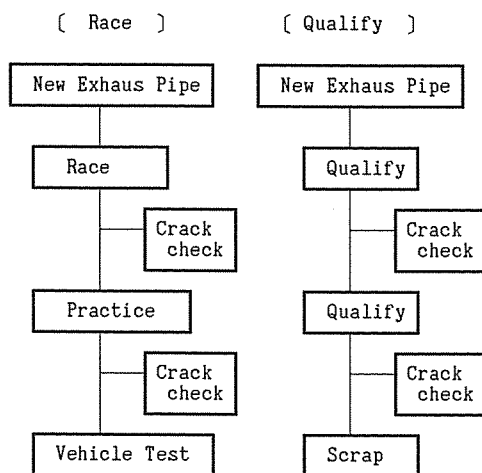 〔 Race 〕
New Exhaus Pipe
Race
Crack
check
Practice
Crack
check
Vehicle Test
〔 Qualify 〕
New Exhaus Pipe
Qualify
Crack
check
Qualify
Crack
check
Scrap